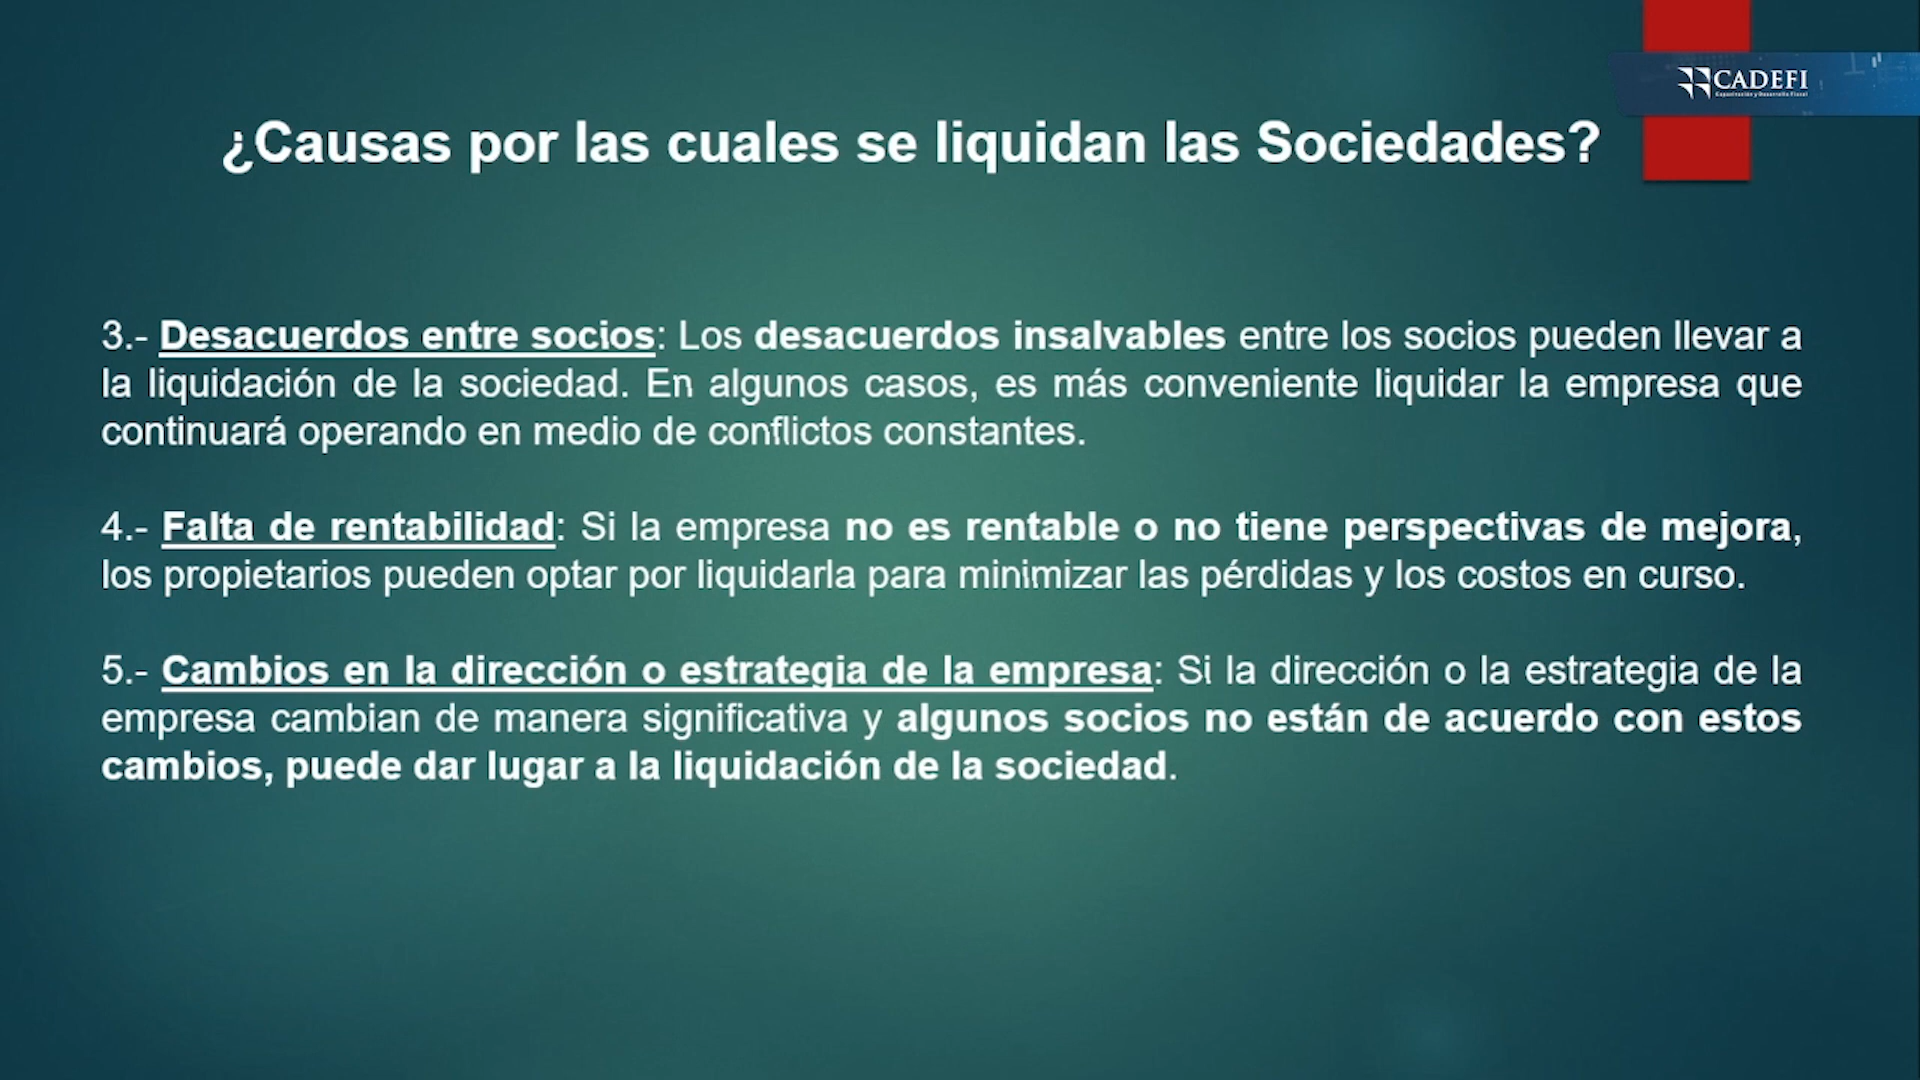 CADEFI
Capacitación y Desarrollo Fiscal
¿Causas por las cuales se liquidan las Sociedades?
3.- Desacuerdos entre socios: Los desacuerdos insalvables entre los socios pueden llevar a
la liquidación de la sociedad. En algunos casos, es más conveniente liquidar la empresa que
continuará operando en medio de conflictos constantes.
4.- Falta de rentabilidad: Si la empresa no es rentable o no tiene perspectivas de mejora,
los propietarios pueden optar por liquidarla para minimizar las pérdidas y los costos en curso.
5.- Cambios en la dirección o estrategia de la empresa: Si la dirección o la estrategia de la
empresa cambian de manera significativa y algunos socios no están de acuerdo con estos
cambios, puede dar lugar a la liquidación de la sociedad.